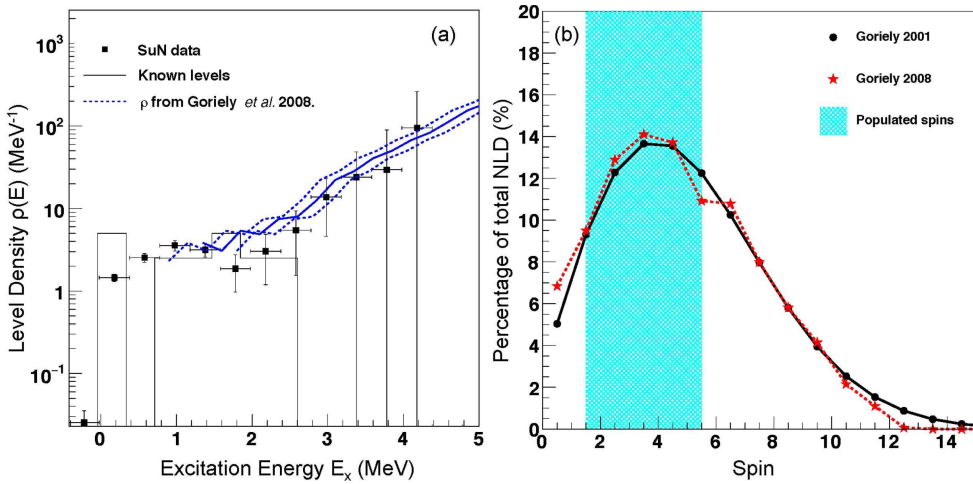 (a)
SuN data
Known levels
ρ from Goriely et al. 2008.
Level Density ρ(E) (MeV⁻¹)
10³
10²
10
1
10⁻¹
0 1 2 3 4 5
Excitation Energy E_x (MeV)
(b)
Goriely 2001
Goriely 2008
Populated spins
Percentage of total NLD (%)
20
18
16
14
12
10
8
6
4
2
0
0 2 4 6 8 10 12 14
Spin